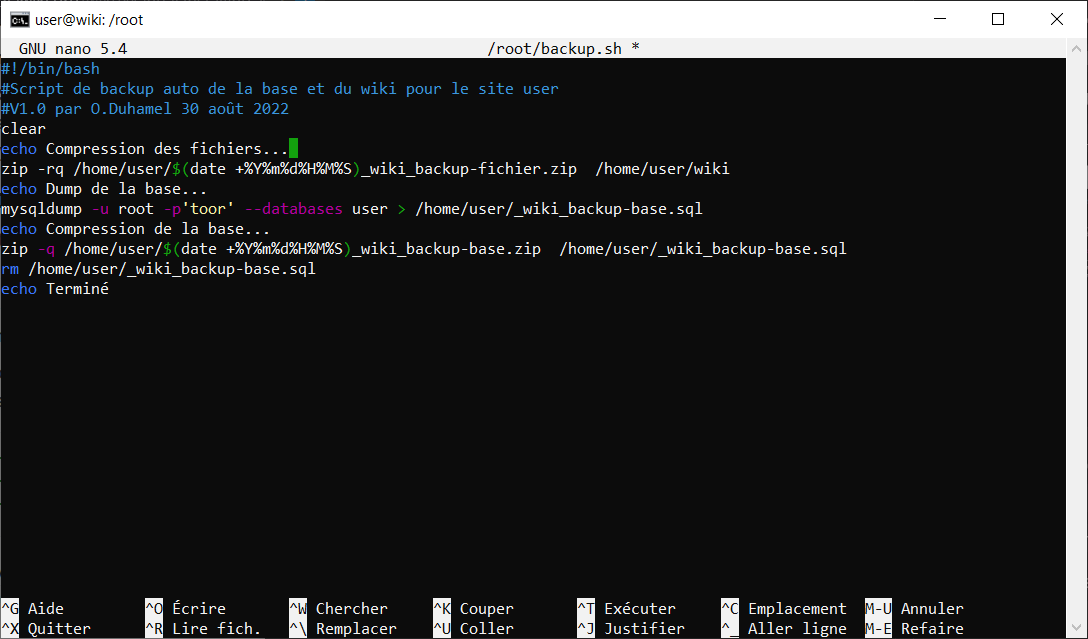 user@wiki: /root
GNU nano 5.4 /root/backup.sh *
#!/bin/bash
#Script de backup auto de la base et du wiki pour le site user
#V1.0 par O.Duhamel 30 août 2022
clear
echo Compression des fichiers...
zip -rq /home/user/$(date +%Y%m%d%H%M%S)_wiki_backup-fichier.zip  /home/user/wiki
echo Dump de la base...
mysqldump -u root -p'toor' --databases user > /home/user/_wiki_backup-base.sql
echo Compression de la base...
zip -q /home/user/$(date +%Y%m%d%H%M%S)_wiki_backup-base.zip  /home/user/_wiki_backup-base.sql
rm /home/user/_wiki_backup-base.sql
echo Terminé
^G Aide ^O Écrire ^W Chercher ^K Couper ^T Exécuter ^C Emplacement M-U Annuler
^X Quitter ^R Lire fich. ^\ Remplacer ^U Coller ^J Justifier ^_ Aller ligne M-E Refaire